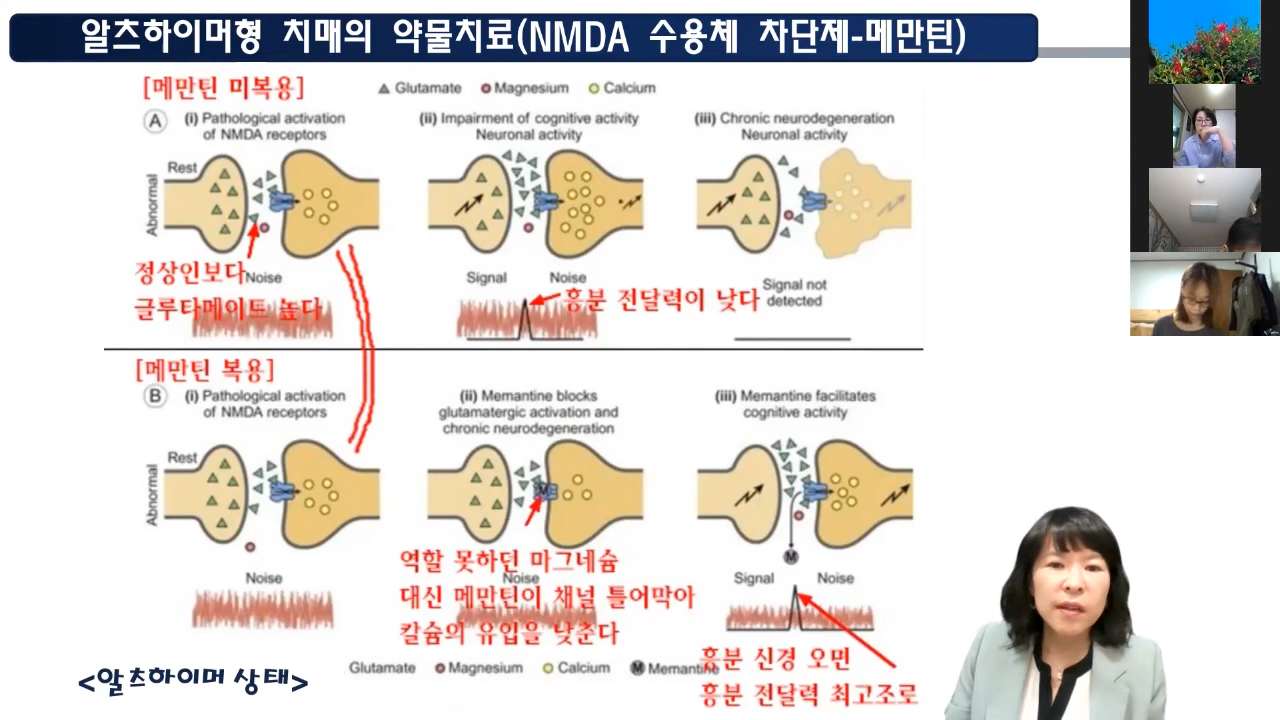 알츠하이머형 치매의 약물치료(NMDA 수용체 차단제-메만틴)
[메만틴 미복용]
Glutamate Magnesium Calcium
A
(i) Pathological activation
of NMDA receptors
(ii) Impairment of cognitive activity
Neuronal activity
(iii) Chronic neurodegeneration
Neuronal activity
Rest
Abnormal
정상인보다
글루타메이트 높다
Noise
Signal Noise
흥분 전달력이 낮다
Signal not
detected
[메만틴 복용]
B
(i) Pathological activation
of NMDA receptors
(ii) Memantine blocks
glutamatergic activation and
chronic neurodegeneration
(iii) Memantine facilitates
cognitive activity
Rest
Abnormal
M
M
Noise
역할 못하던 마그네슘
Noise
대신 메만틴이 채널 틀어막아
칼슘의 유입을 낮춘다
Signal Noise
흥분 신경 오면
흥분 전달력 최고조로
Glutamate Magnesium Calcium M Memantine
<알츠하이머 상태>